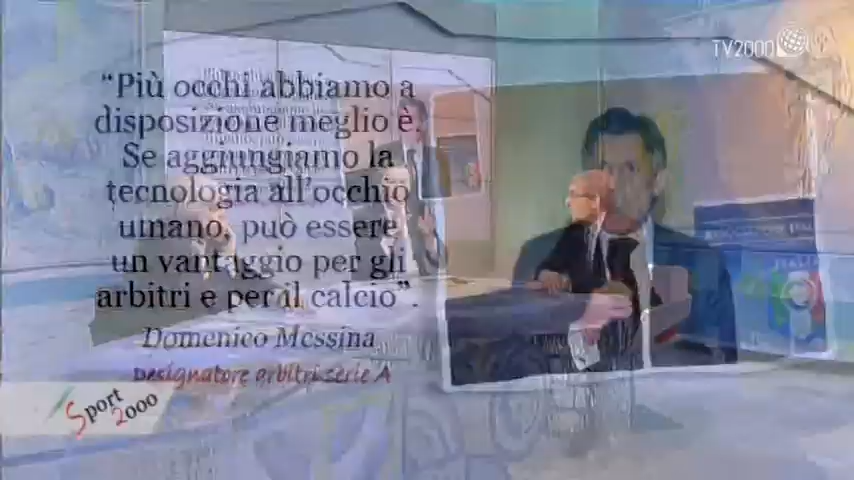 TV2000
“Più occhi abbiamo a
disposizione meglio è.
Se aggiungiamo la
tecnologia all’occhio
umano, può essere
un vantaggio per gli
arbitri e per il calcio”.
Domenico Messina
Designatore arbitri serie A
Sport
2000